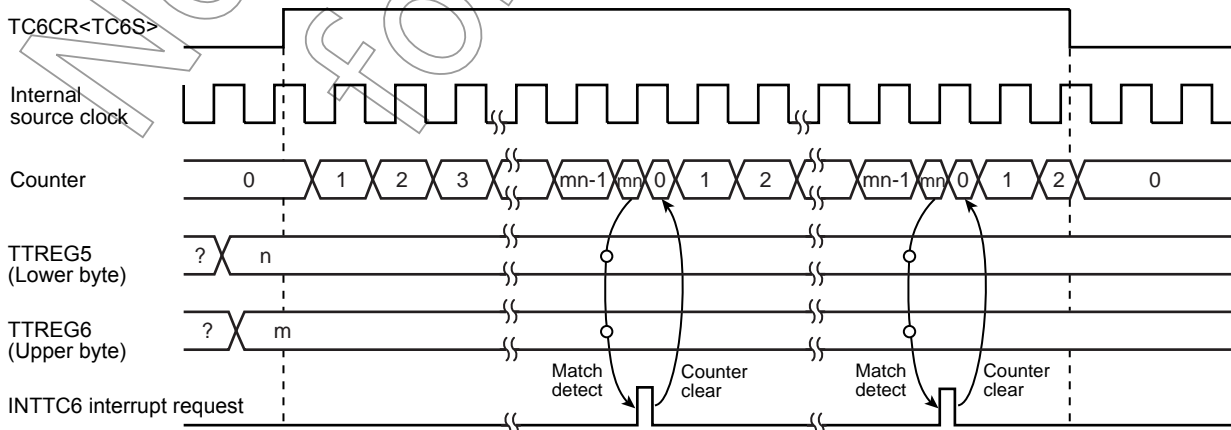 TC6CR<TC6S>
Internal
source clock
Counter 0 1 2 3 mn-1 mn 0 1 2 mn-1 mn 0 1 2 0
TTREG5
(Lower byte)
? n
TTREG6
(Upper byte)
? m
Match
detect
Counter
clear
Match
detect
Counter
clear
INTTC6 interrupt request